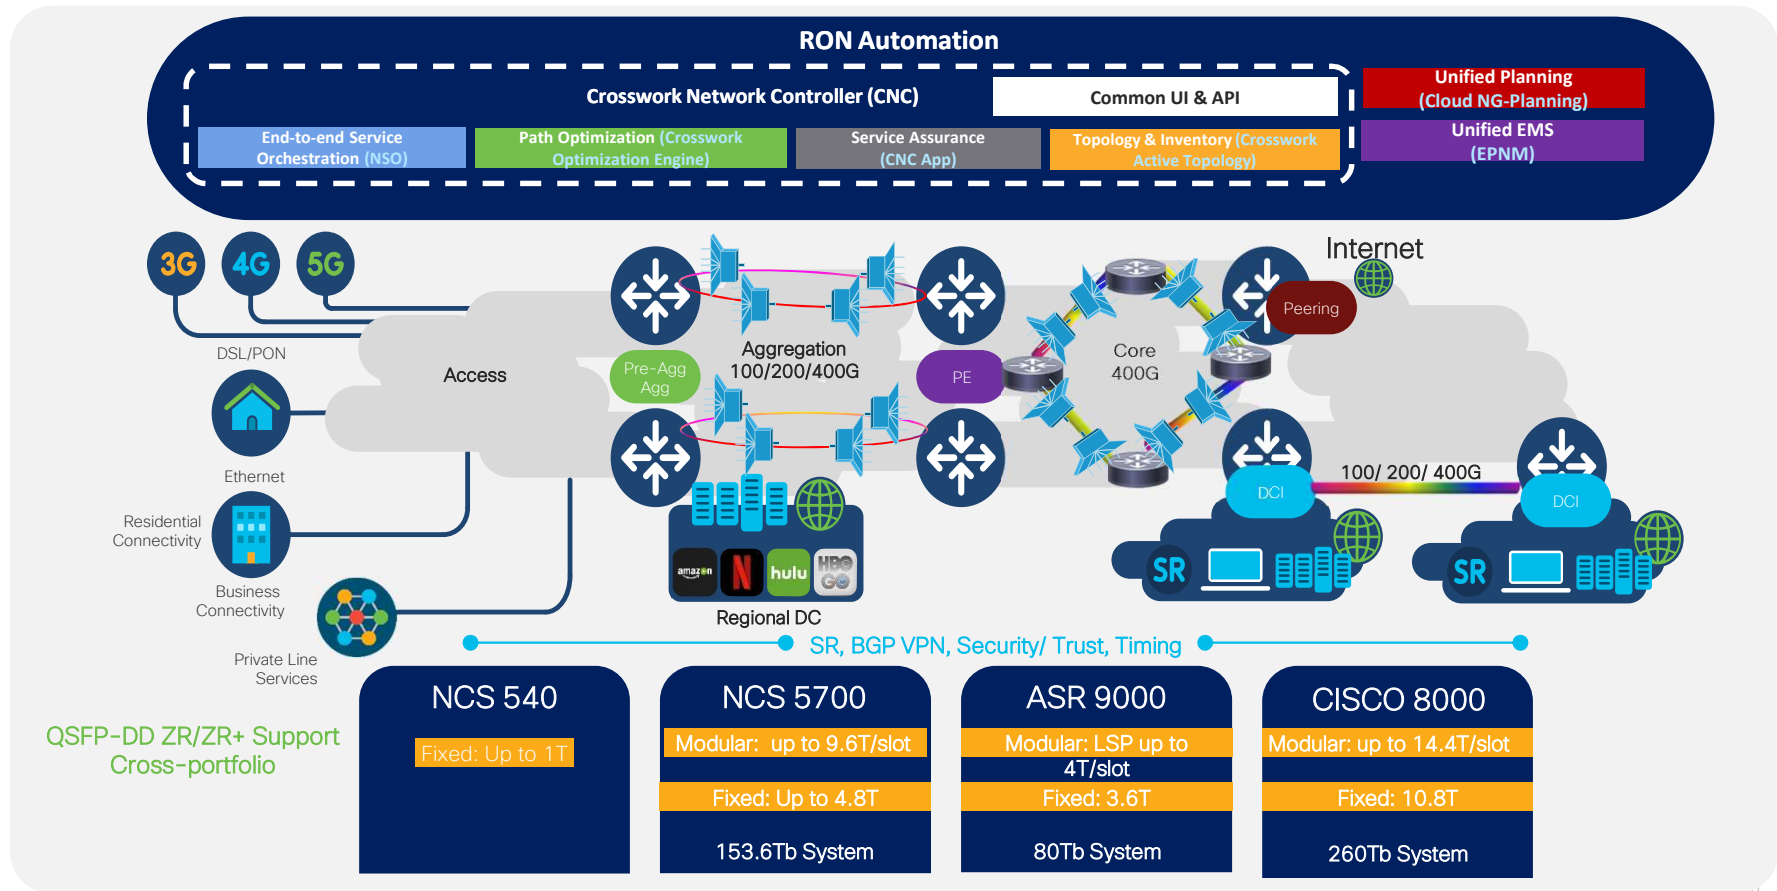 RON Automation
Crosswork Network Controller (CNC)
Common UI & API
Unified Planning
(Cloud NG-Planning)
End-to-end Service
Orchestration (NSO)
Path Optimization (Crosswork
Optimization Engine)
Service Assurance
(CNC App)
Topology & Inventory (Crosswork
Active Topology)
Unified EMS
(EPNM)
3G
4G
5G
Internet
Peering
DSL/PON
Access
Pre-Agg
Agg
Aggregation
100/200/400G
PE
Core
400G
Ethernet
100/ 200/ 400G
DCI
DCI
Residential
Connectivity
SR
SR
amazon
N
hulu
HBO
GO
Business
Connectivity
Regional DC
SR, BGP VPN, Security/ Trust, Timing
Private Line
Services
QSFP-DD ZR/ZR+ Support
Cross-portfolio
NCS 540
Fixed: Up to 1T
NCS 5700
Modular: up to 9.6T/slot
Fixed: Up to 4.8T
153.6Tb System
ASR 9000
Modular: LSP up to
4T/slot
Fixed: 3.6T
80Tb System
CISCO 8000
Modular: up to 14.4T/slot
Fixed: 10.8T
260Tb System